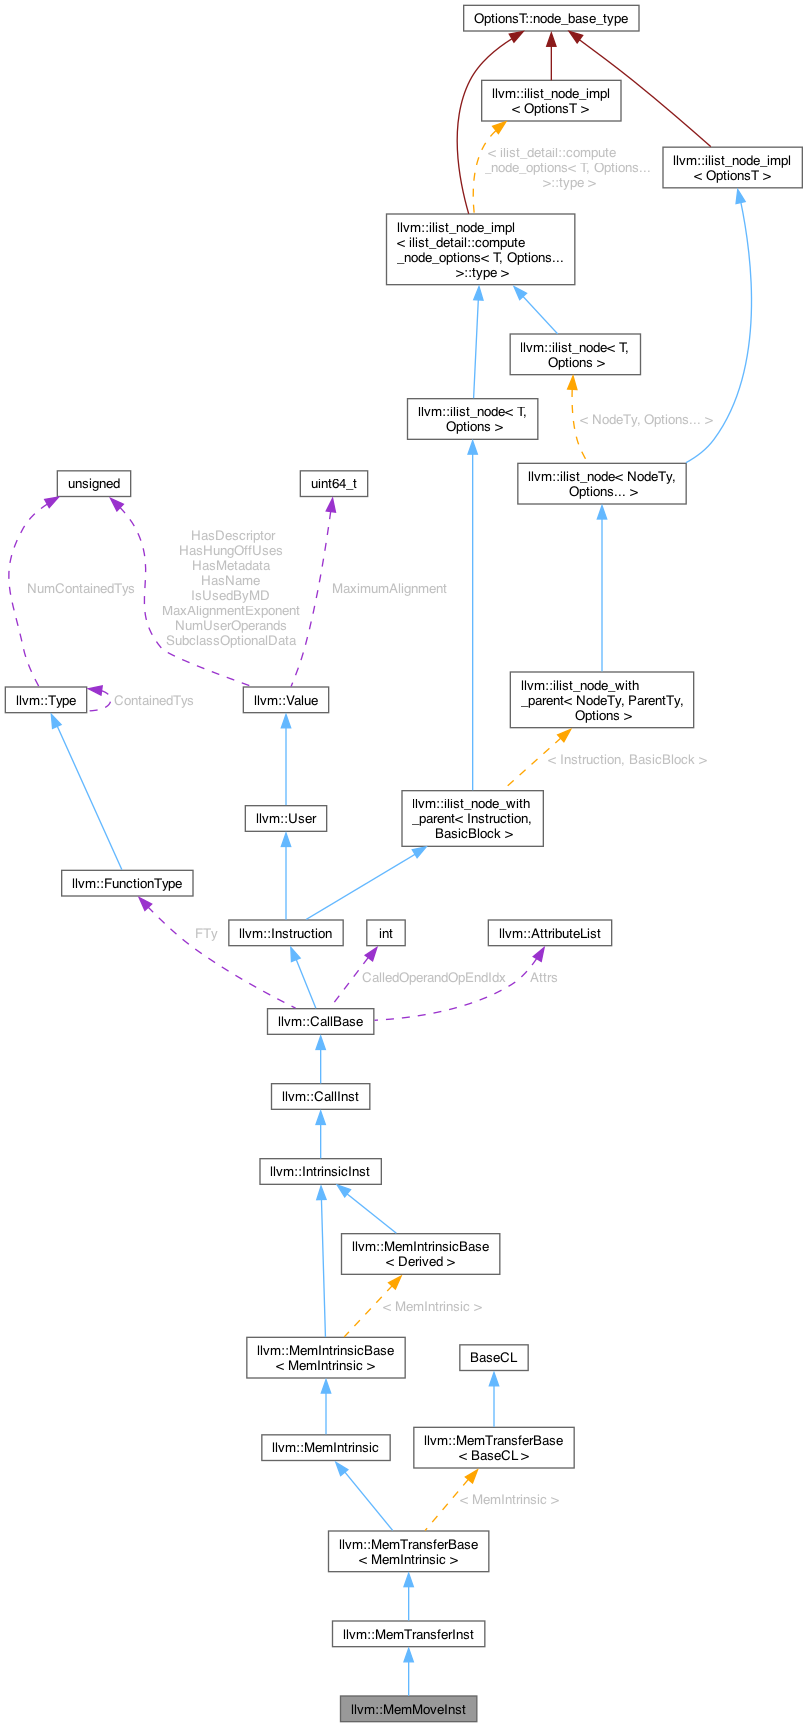 OptionsT::node_base_type
llvm::ilist_node_impl
< OptionsT >
llvm::ilist_node_impl
< OptionsT >
< ilist_detail::compute
_node_options< T, Options...
>::type >
llvm::ilist_node_impl
< ilist_detail::compute
_node_options< T, Options...
>::type >
llvm::ilist_node< T,
Options >
llvm::ilist_node< T,
Options >
< NodeTy, Options... >
llvm::ilist_node< NodeTy,
Options... >
unsigned
uint64_t
HasDescriptor
HasHungOffUses
HasMetadata
HasName
IsUsedByMD
MaxAlignmentExponent
NumUserOperands
SubclassOptionalData
NumContainedTys
MaximumAlignment
llvm::Type
ContainedTys
llvm::Value
llvm::ilist_node_with
_parent< NodeTy, ParentTy,
Options >
< Instruction, BasicBlock >
llvm::User
llvm::ilist_node_with
_parent< Instruction,
BasicBlock >
llvm::FunctionType
FTy
llvm::Instruction
int
llvm::AttributeList
CalledOperandOpEndIdx
Attrs
llvm::CallBase
llvm::CallInst
llvm::IntrinsicInst
llvm::MemIntrinsicBase
< Derived >
< MemIntrinsic >
llvm::MemIntrinsicBase
< MemIntrinsic >
BaseCL
llvm::MemIntrinsic
llvm::MemTransferBase
< BaseCL >
< MemIntrinsic >
llvm::MemTransferBase
< MemIntrinsic >
llvm::MemTransferInst
llvm::MemMoveInst